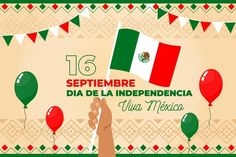 16
SEPTIEMBRE
DIA DE LA INDEPENDENCIA
Viva México